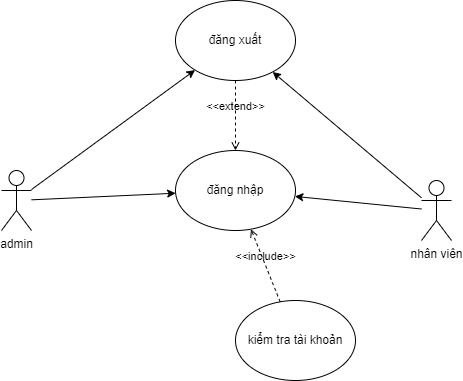 đăng xuất
<<extend>>
đăng nhập
admin
nhân viên
<<include>>
kiểm tra tài khoản